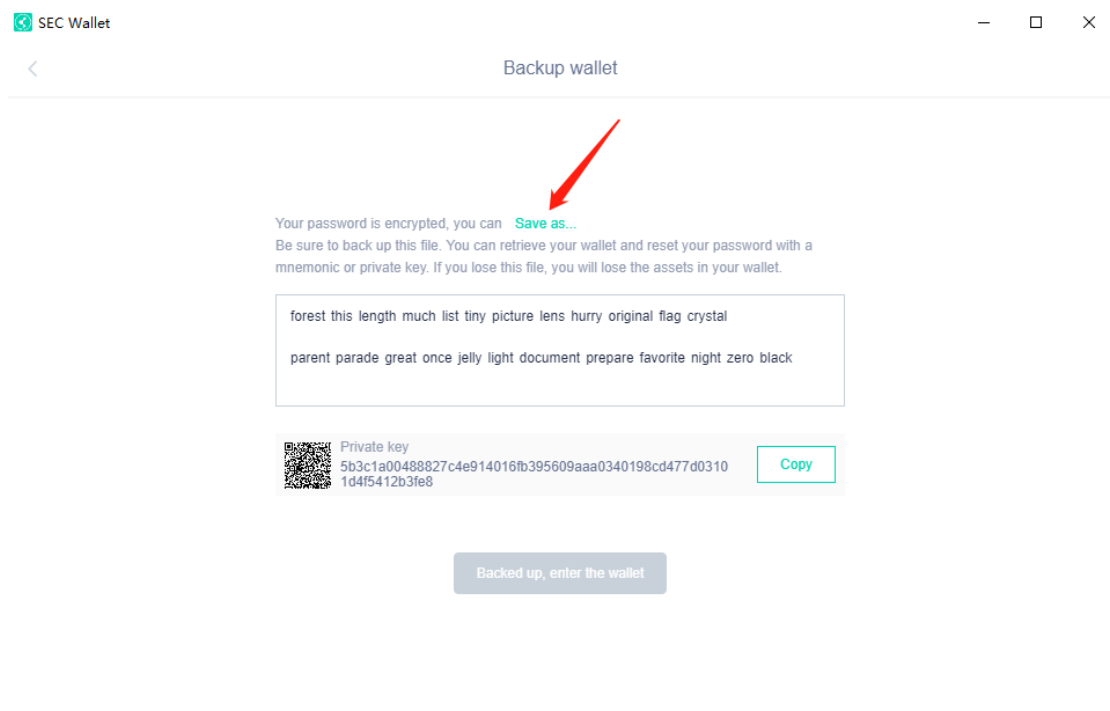 SEC Wallet
Backup wallet
Your password is encrypted, you can Save as...
Be sure to back up this file. You can retrieve your wallet and reset your password with a
mnemonic or private key. If you lose this file, you will lose the assets in your wallet.
forest this length much list tiny picture lens hurry original flag crystal
parent parade great once jelly light document prepare favorite night zero black
Private key
5b3c1a00488827c4e914016fb395609aaa0340198cd477d0310
1d4f5412b3fe8
Copy
Backed up, enter the wallet